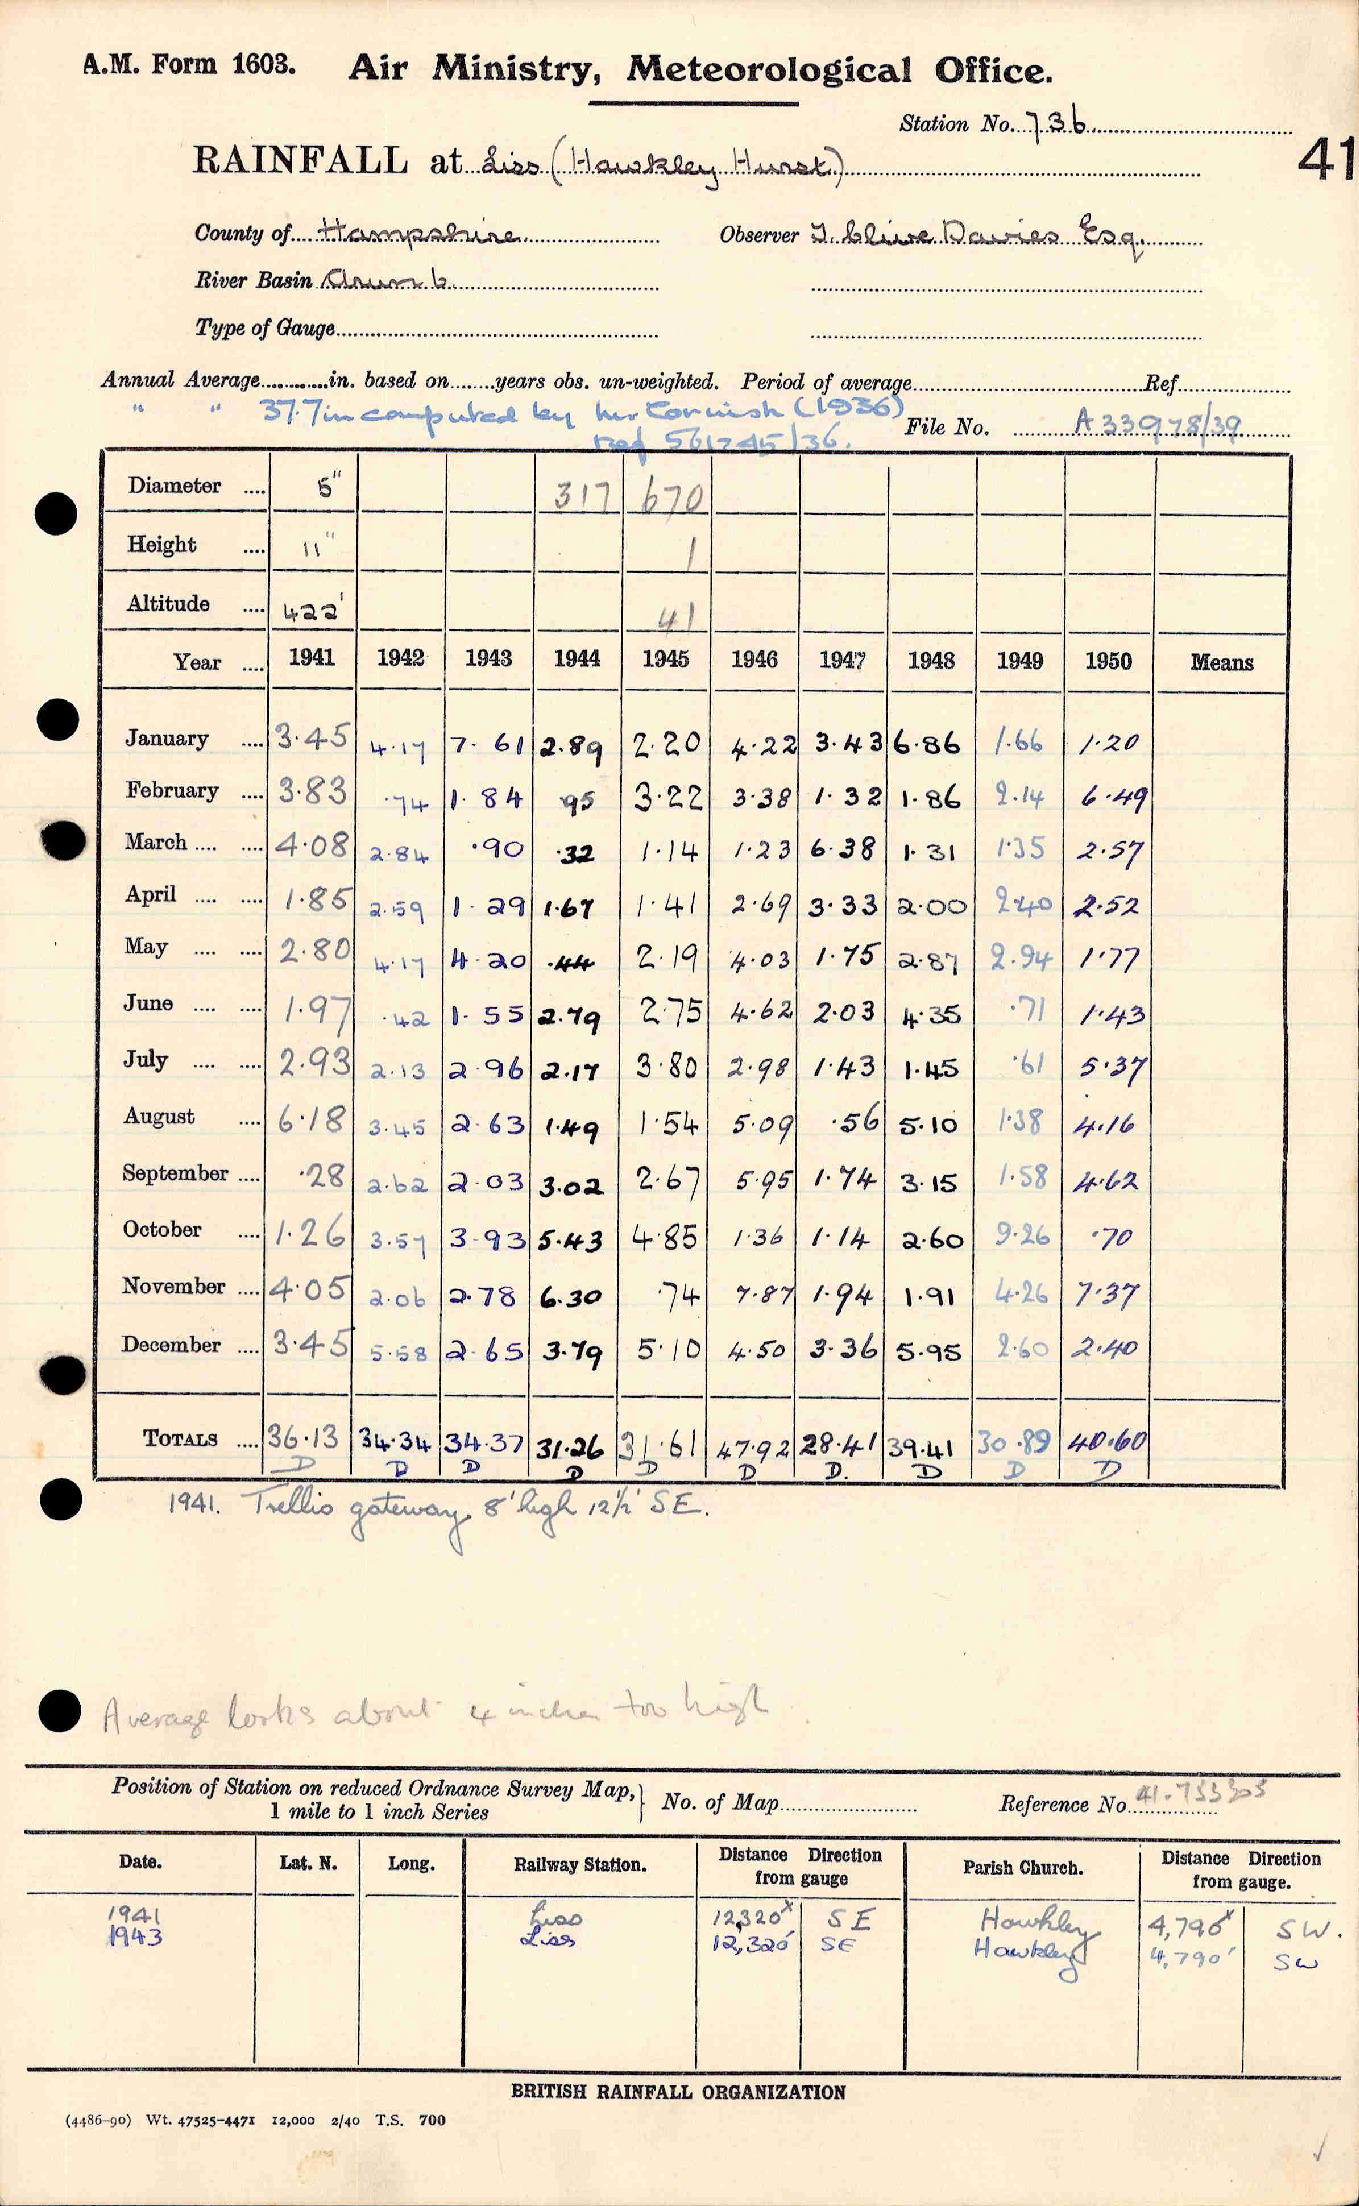 A.M. Form 1603. Air Ministry, Meteorological Office.
Station No. 736
41
RAINFALL at Liss (Hawkley Hurst)
County of Hampshire Observer J. Clive Davies Esq.
River Basin Arun b
Type of Gauge
Annual Average in. based on years obs. un-weighted. Period of average Ref
" " 37.7in computed by Mr Cornish (1936)
File No. A33978/39
Ref 561745/36.
Diameter 5" 317 670
Height 11" 1
Altitude 422' 41
Year 1941 1942 1943 1944 1945 1946 1947 1948 1949 1950 Means
January 3.45 4.17 7.61 2.89 2.20 4.22 3.43 6.86 1.66 1.20
February 3.83 .74 1.84 .95 3.22 3.38 1.32 1.86 2.14 6.49
March 4.08 2.84 .90 .32 1.14 1.23 6.38 1.31 1.35 2.57
April 1.85 2.59 1.29 1.67 1.41 2.69 3.33 2.00 2.40 2.52
May 2.80 4.17 4.20 .44 2.19 4.03 1.75 2.87 2.94 1.77
June 1.97 .42 1.55 2.79 2.75 4.62 2.03 4.35 .71 1.43
July 2.93 2.13 2.96 2.17 3.80 2.98 1.43 1.45 .61 5.37
August 6.18 3.45 2.63 1.49 1.54 5.09 .56 5.10 1.38 4.16
September .28 2.62 2.03 3.02 2.67 5.95 1.74 3.15 1.58 4.62
October 1.26 3.57 3.93 5.43 4.85 1.36 1.14 2.60 9.26 .70
November 4.05 2.06 2.78 6.30 .74 7.87 1.94 1.91 4.26 7.37
December 3.45 5.58 2.65 3.79 5.10 4.50 3.36 5.95 2.60 2.40
TOTALS 36.13 34.34 34.37 31.26 31.61 47.92 28.41 39.41 30.89 40.60
D D D D D D D. D D D
1941. Trellis gateway 8' high 12½' SE.
Average looks about 4 inches too high.
Position of Station on reduced Ordnance Survey Map,
1 mile to 1 inch Series
No. of Map Reference No. 41.733303
Date. Lat. N. Long. Railway Station. Distance Direction from gauge Parish Church. Distance Direction from gauge.
1941 Liss 12,320x SE Hawkley 4,790x SW.
1943 Liss 12,320' SE Hawkley 4,790' SW
BRITISH RAINFALL ORGANIZATION
(4486-90) Wt. 47525-4471 12,000 2/40 T.S. 700